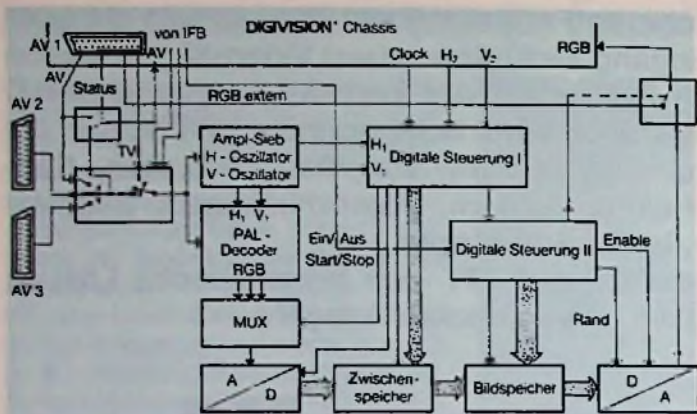 DIGIVISION* Chassis
von IFB
AV 1
AV
AV
Status
AV 2
TV
AV 3
RGB extern
Clock
H₂
V₂
RGB
Ampl-Sieb
H - Oszillator
V - Oszillator
H₁
V₁
Digitale Steuerung I
H₁ V₁
PAL -
Decoder
RGB
Ein/ Aus
Start/Stop
Digitale Steuerung II
Enable
Rand
MUX
A
D
Zwischen-
speicher
Bildspeicher
D
A